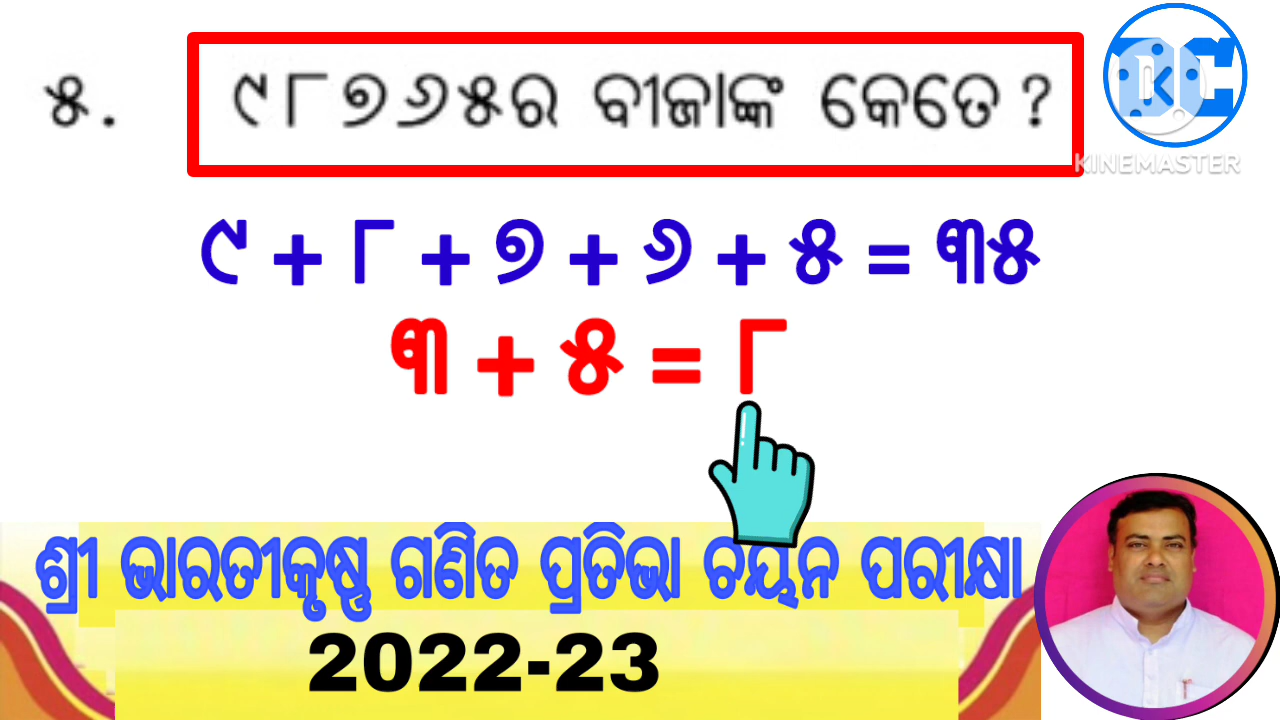 ୫. ୯୮୭୬୫ର ବୀଜାଙ୍କ କେତେ ?
KINEMASTER
୯ + ୮ + ୭ + ୬ + ୫ = ୩୫
୩ + ୫ = ୮
ଶ୍ରୀ ଭାରତୀକୃଷ୍ଣ ଗଣିତ ପ୍ରତିଭା ଚୟନ ପରୀକ୍ଷା
2022-23